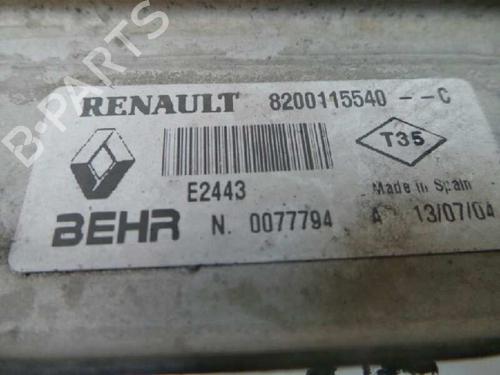 B-PARTS
RENAULT 8200115540--C
T35
E2443
Made in Spain
BEHR N. 0077794 A 13/07/04